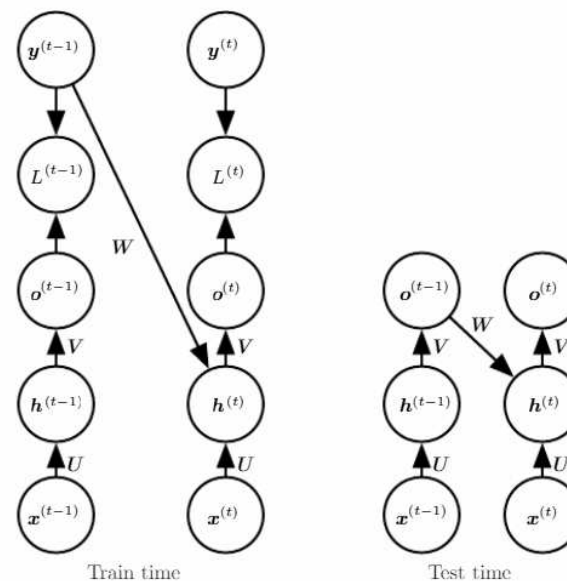 y(t−1) y(t)
L(t−1) L(t)
W
o(t−1) o(t) o(t−1) o(t)
W
V V V V
h(t−1) h(t) h(t−1) h(t)
U U U U
x(t−1) x(t) x(t−1) x(t)
Train time Test time